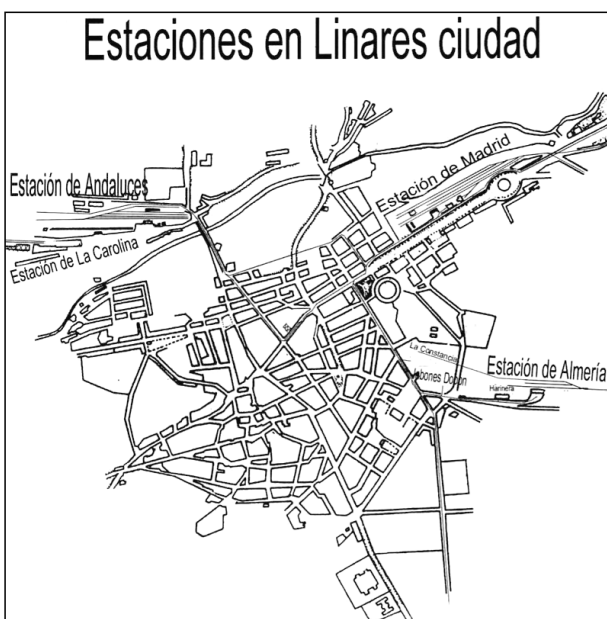 Estaciones en Linares ciudad
Estación de Madrid
Estación de Andaluces
Estación de La Carolina
La Constancia
Estación de Almería
Jabones Dobón
Harinera